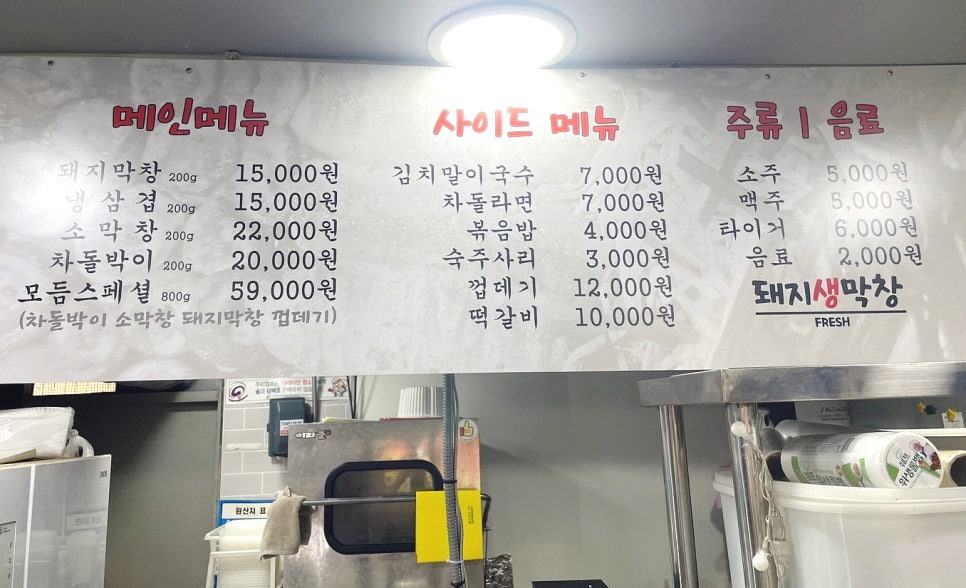 메인메뉴
돼지막창 200g 15,000원
냉삼겹 200g 15,000원
소막창 200g 22,000원
차돌박이 200g 20,000원
모듬스페셜 800g 59,000원
(차돌박이 소막창 돼지막창 껍데기)
사이드 메뉴
김치말이국수 7,000원
차돌라면 7,000원
볶음밥 4,000원
숙주사리 3,000원
껍데기 12,000원
떡갈비 10,000원
주류 | 음료
소주 5,000원
맥주 5,000원
타이거 6,000원
음료 2,000원
돼지생막창
FRESH
원산지 표
위생롤백